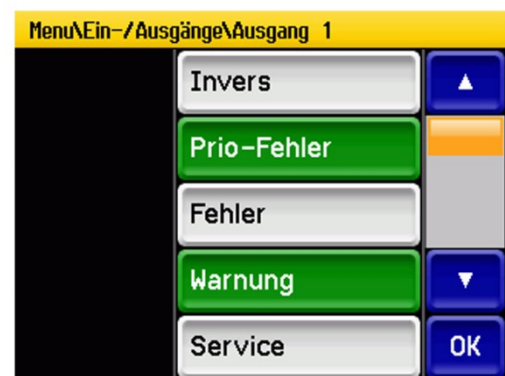 Menu\Ein-/Ausgänge\Ausgang 1
Invers
Prio-Fehler
Fehler
Warnung
Service
OK